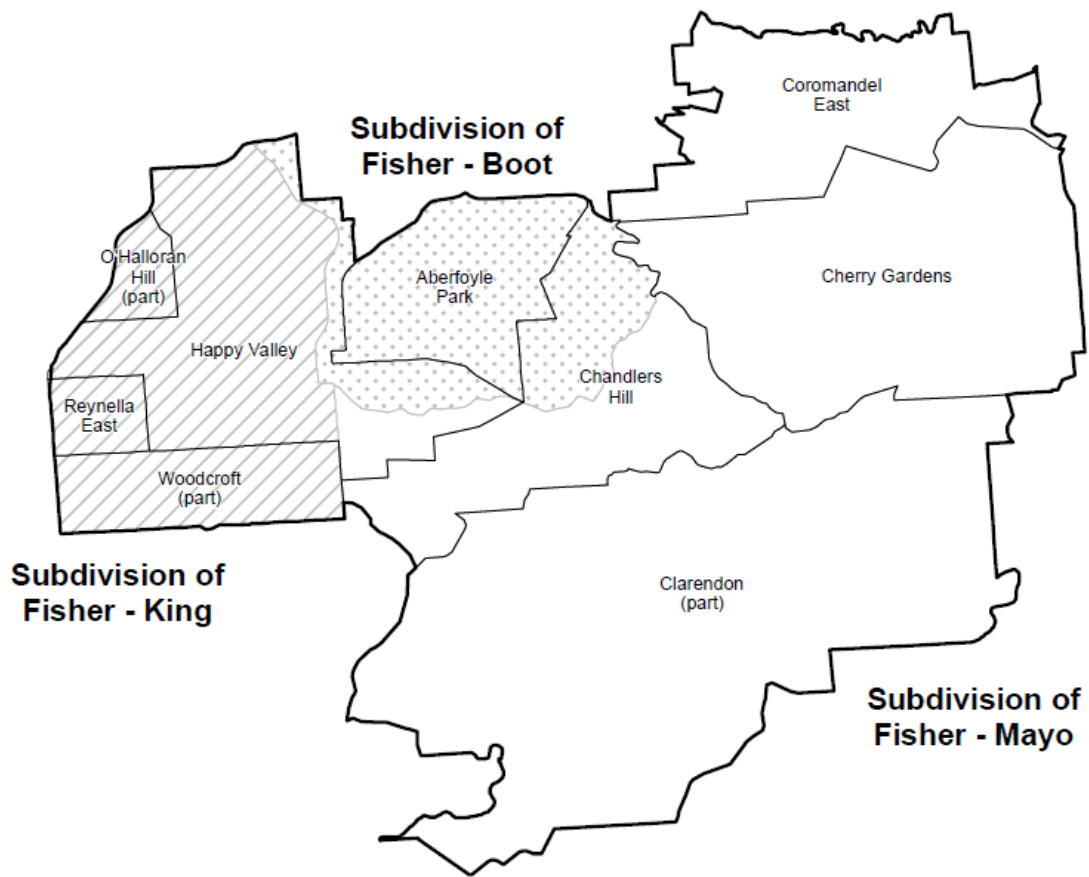 Coromandel
East
Subdivision of
Fisher - Boot
O'Halloran
Hill
(part)
Aberfoyle
Park
Cherry Gardens
Happy Valley
Chandlers
Hill
Reynella
East
Woodcroft
(part)
Subdivision of
Fisher - King
Clarendon
(part)
Subdivision of
Fisher - Mayo